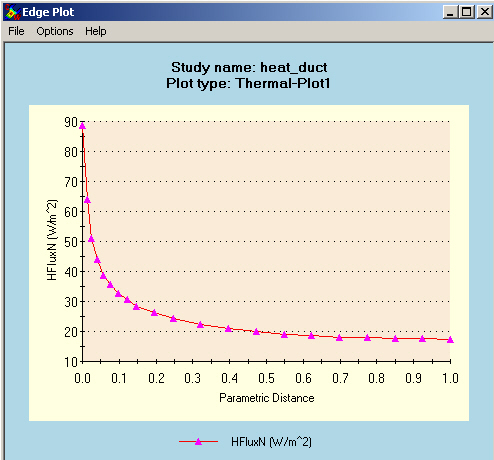 Edge Plot
File Options Help
Study name: heat_duct
Plot type: Thermal-Plot1
90
80
70
60
50
40
30
20
10
HFluxN (W/m^2)
0.0 0.1 0.2 0.3 0.4 0.5 0.6 0.7 0.8 0.9 1.0
Parametric Distance
HFluxN (W/m^2)